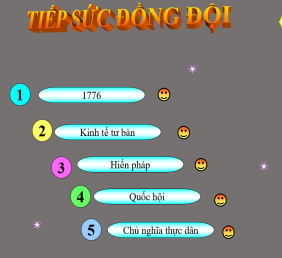 TIẾP SỨC ĐỒNG ĐỘI
1 1776
2 Kinh tế tư bản
3 Hiến pháp
4 Quốc hội
5 Chủ nghĩa thực dân